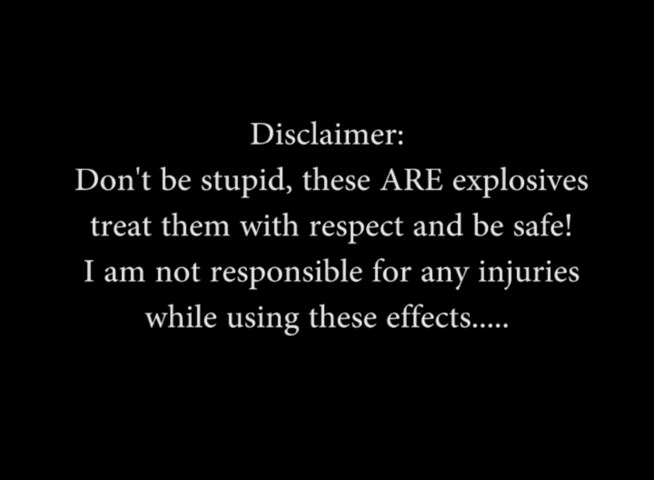 Disclaimer:
Don't be stupid, these ARE explosives
treat them with respect and be safe!
I am not responsible for any injuries
while using these effects.....